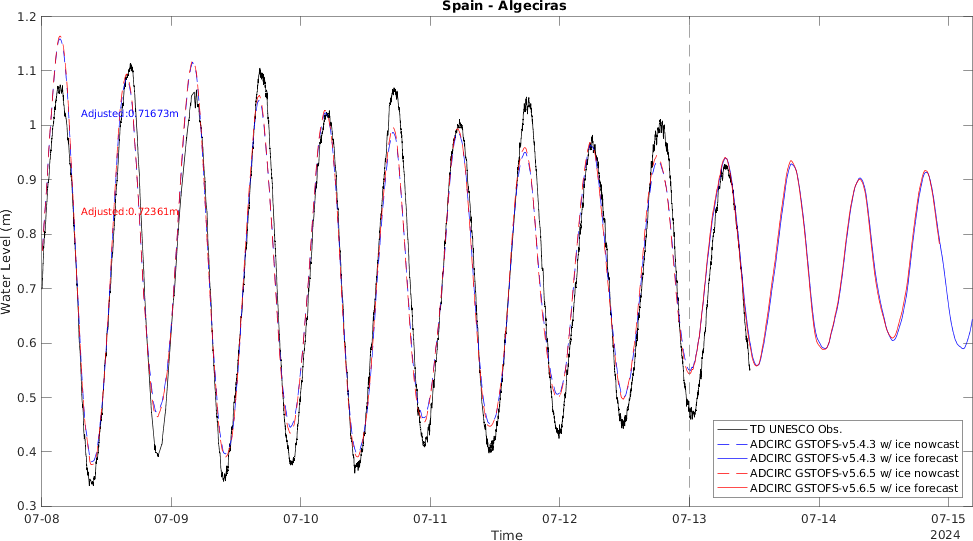 Spain - Algeciras
1.2
1.1
1
0.9
0.8
0.7
0.6
0.5
0.4
0.3
Water Level (m)
Adjusted:0.71673m
Adjusted:0.72361m
TD UNESCO Obs.
ADCIRC GSTOFS-v5.4.3 w/ ice nowcast
ADCIRC GSTOFS-v5.4.3 w/ ice forecast
ADCIRC GSTOFS-v5.6.5 w/ ice nowcast
ADCIRC GSTOFS-v5.6.5 w/ ice forecast
07-08 07-09 07-10 07-11 07-12 07-13 07-14 07-15
2024
Time